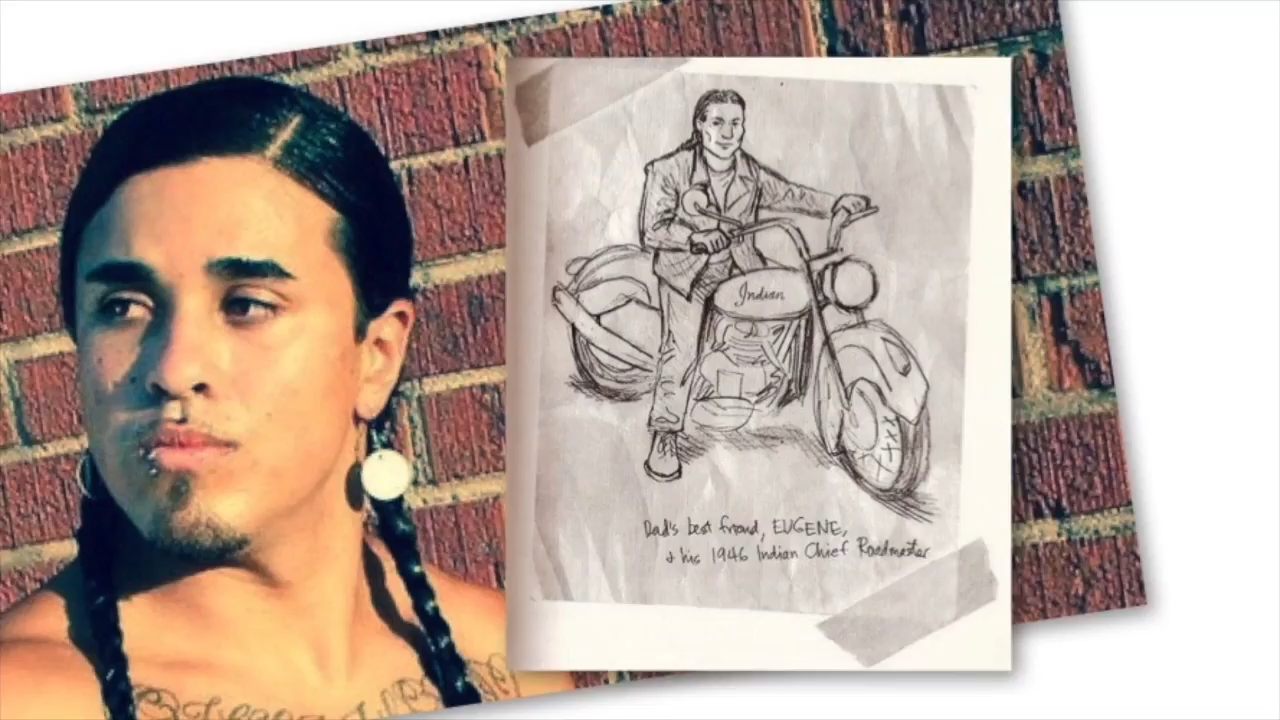 Indian
Dad's best friend, EUGENE,
& his 1946 Indian Chief Roadmaster